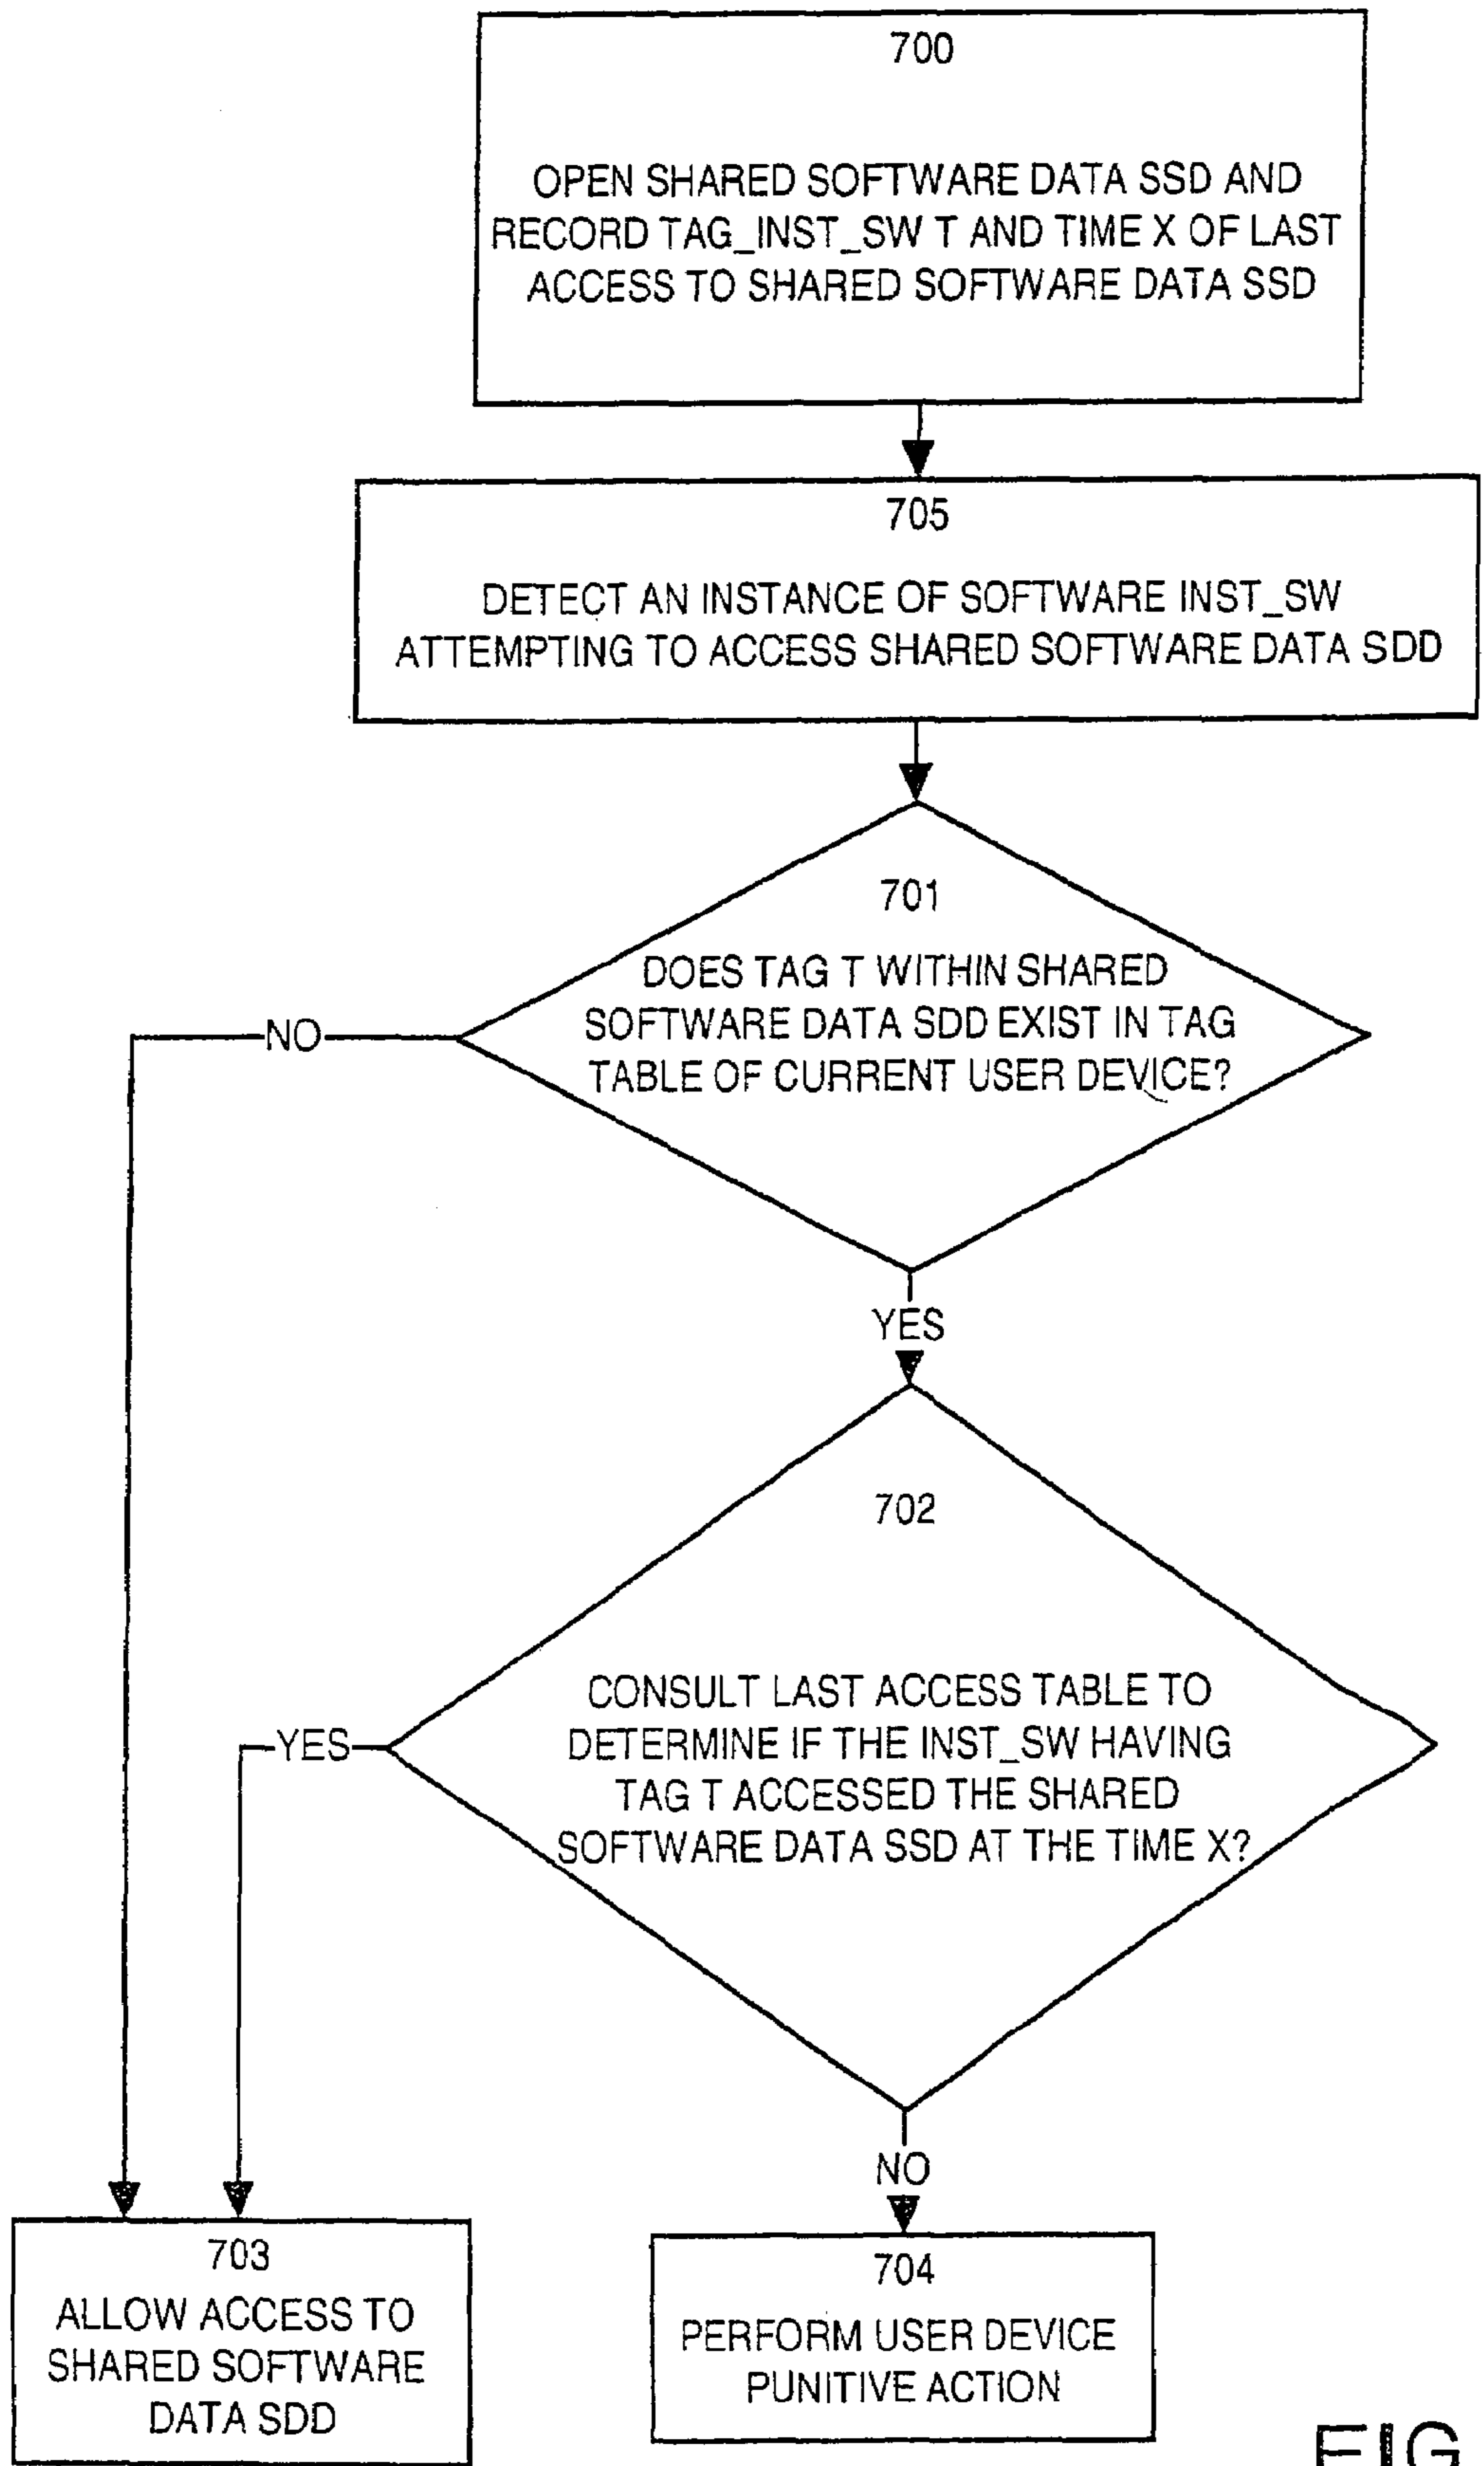 700
OPEN SHARED SOFTWARE DATA SSD AND
RECORD TAG_INST_SW T AND TIME X OF LAST
ACCESS TO SHARED SOFTWARE DATA SSD
705
DETECT AN INSTANCE OF SOFTWARE INST_SW
ATTEMPTING TO ACCESS SHARED SOFTWARE DATA SDD
701
DOES TAG T WITHIN SHARED
SOFTWARE DATA SDD EXIST IN TAG
TABLE OF CURRENT USER DEVICE?
NO
YES
702
CONSULT LAST ACCESS TABLE TO
DETERMINE IF THE INST_SW HAVING
TAG T ACCESSED THE SHARED
SOFTWARE DATA SSD AT THE TIME X?
YES
NO
703
ALLOW ACCESS TO
SHARED SOFTWARE
DATA SDD
704
PERFORM USER DEVICE
PUNITIVE ACTION
FIG